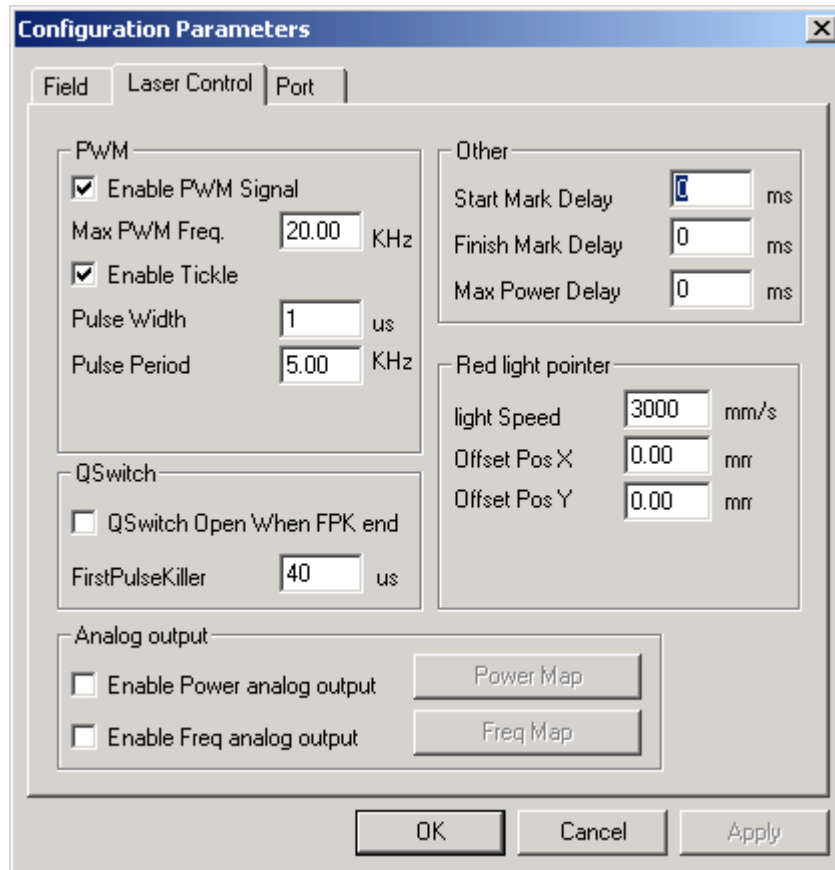 Configuration Parameters
Field Laser Control Port
PWM
Enable PWM Signal
Max PWM Freq. 20.00 KHz
Enable Tickle
Pulse Width 1 us
Pulse Period 5.00 KHz
Other
Start Mark Delay 0 ms
Finish Mark Delay 0 ms
Max Power Delay 0 ms
QSwitch
QSwitch Open When FPK end
FirstPulseKiller 40 us
Red light pointer
light Speed 3000 mm/s
Offset Pos X 0.00 mm
Offset Pos Y 0.00 mm
Analog output
Enable Power analog output Power Map
Enable Freq analog output Freq Map
OK Cancel Apply